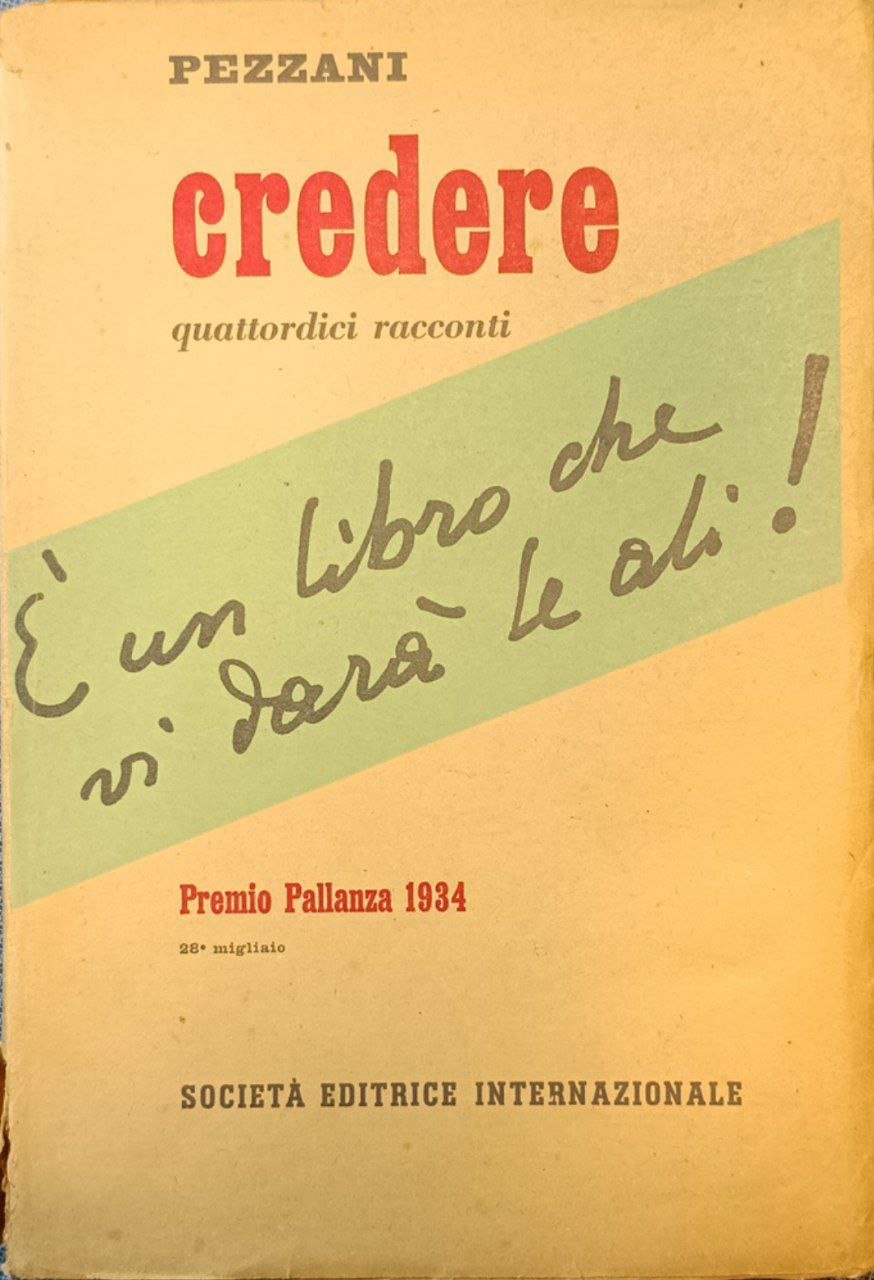 PEZZANI
credere
quattordici racconti
È un libro che
vi darà le ali!
Premio Pallanza 1934
28° migliaio
SOCIETÀ EDITRICE INTERNAZIONALE